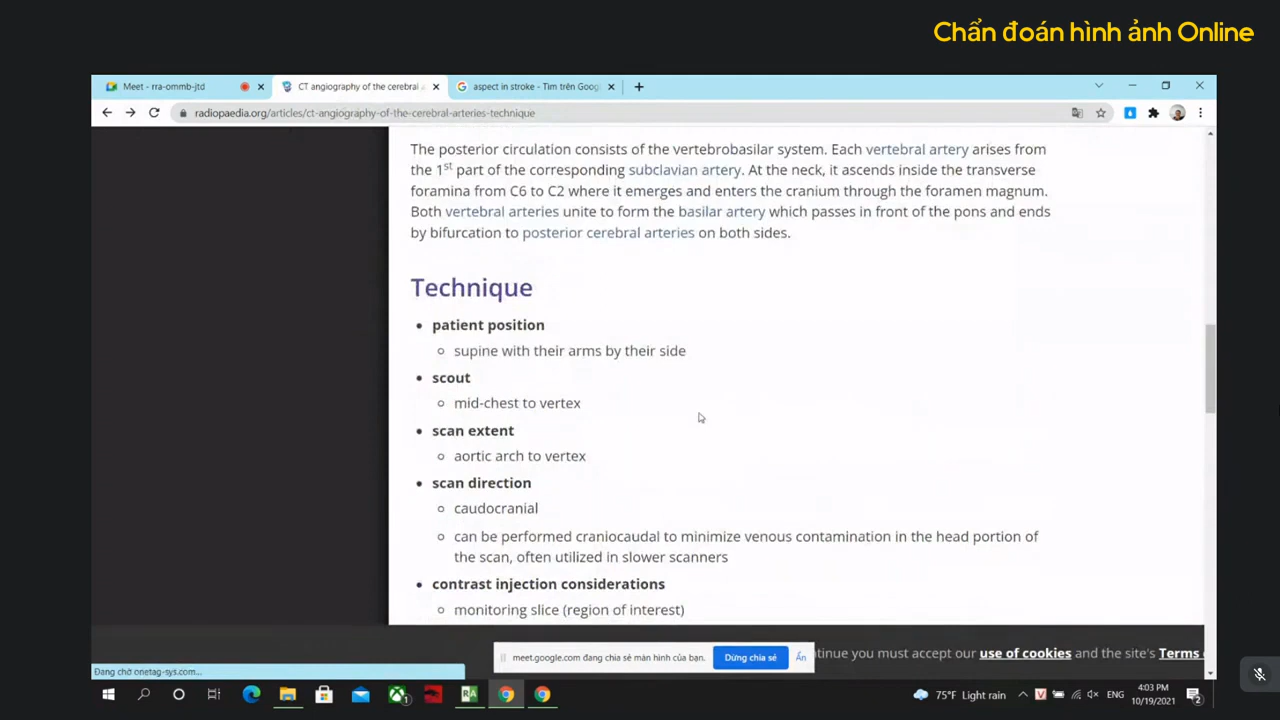 Chẩn đoán hình ảnh Online
Meet - rra-ommb-jtd
CT angiography of the cerebral
aspect in stroke - Tìm trên Goog
radiopaedia.org/articles/ct-angiography-of-the-cerebral-arteries-technique
The posterior circulation consists of the vertebrobasilar system. Each vertebral artery arises from
the 1st part of the corresponding subclavian artery. At the neck, it ascends inside the transverse
foramina from C6 to C2 where it emerges and enters the cranium through the foramen magnum.
Both vertebral arteries unite to form the basilar artery which passes in front of the pons and ends
by bifurcation to posterior cerebral arteries on both sides.
Technique
patient position
supine with their arms by their side
scout
mid-chest to vertex
scan extent
aortic arch to vertex
scan direction
caudocranial
can be performed craniocaudal to minimize venous contamination in the head portion of
the scan, often utilized in slower scanners
contrast injection considerations
monitoring slice (region of interest)
meet.google.com đang chia sẻ màn hình của bạn.
Dừng chia sẻ
Ẩn
ntinue you must accept our use of cookies and the site's Terms
Đang chờ onetag-sys.com...
75°F Light rain
ENG
4:03 PM
10/19/2021
2